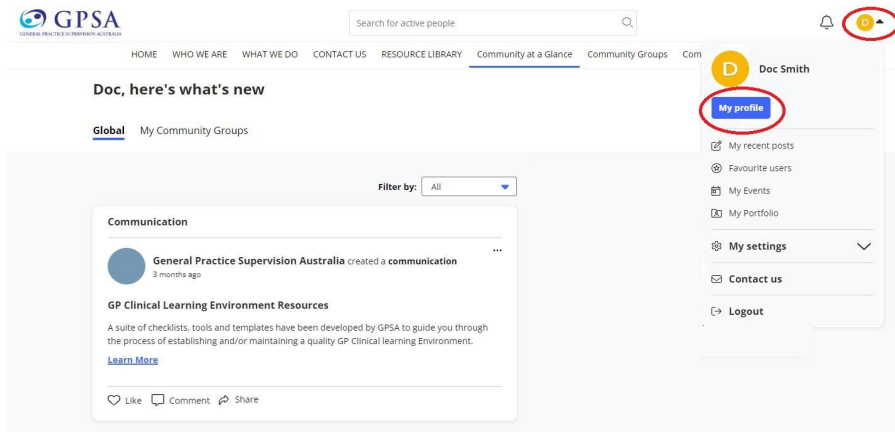 GPSA
GENERAL PRACTICE SUPERVISION AUSTRALIA
Search for active people
D
HOME WHO WE ARE WHAT WE DO CONTACT US RESOURCE LIBRARY Community at a Glance Community Groups Com
D
Doc Smith
My profile
My recent posts
Favourite users
My Events
My Portfolio
My settings
Contact us
Logout
Doc, here's what's new
Global My Community Groups
Filter by: All
Communication
General Practice Supervision Australia created a communication
3 months ago
GP Clinical Learning Environment Resources
A suite of checklists, tools and templates have been developed by GPSA to guide you through
the process of establishing and/or maintaining a quality GP Clinical learning Environment.
Learn More
Like Comment Share